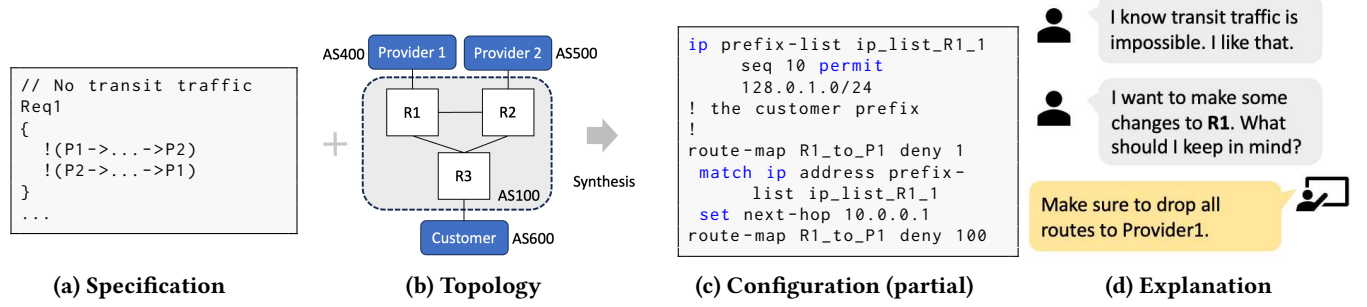 // No transit traffic
Req1
{
!(P1->...->P2)
!(P2->...->P1)
}
...
(a) Specification
+
AS400
Provider 1
Provider 2
AS500
R1
R2
R3
AS100
Customer
AS600
(b) Topology
Synthesis
ip prefix-list ip_list_R1_1
seq 10 permit
128.0.1.0/24
! the customer prefix
!
route-map R1_to_P1 deny 1
match ip address prefix-
list ip_list_R1_1
set next-hop 10.0.0.1
route-map R1_to_P1 deny 100
(c) Configuration (partial)
I know transit traffic is
impossible. I like that.
I want to make some
changes to R1. What
should I keep in mind?
Make sure to drop all
routes to Provider1.
(d) Explanation